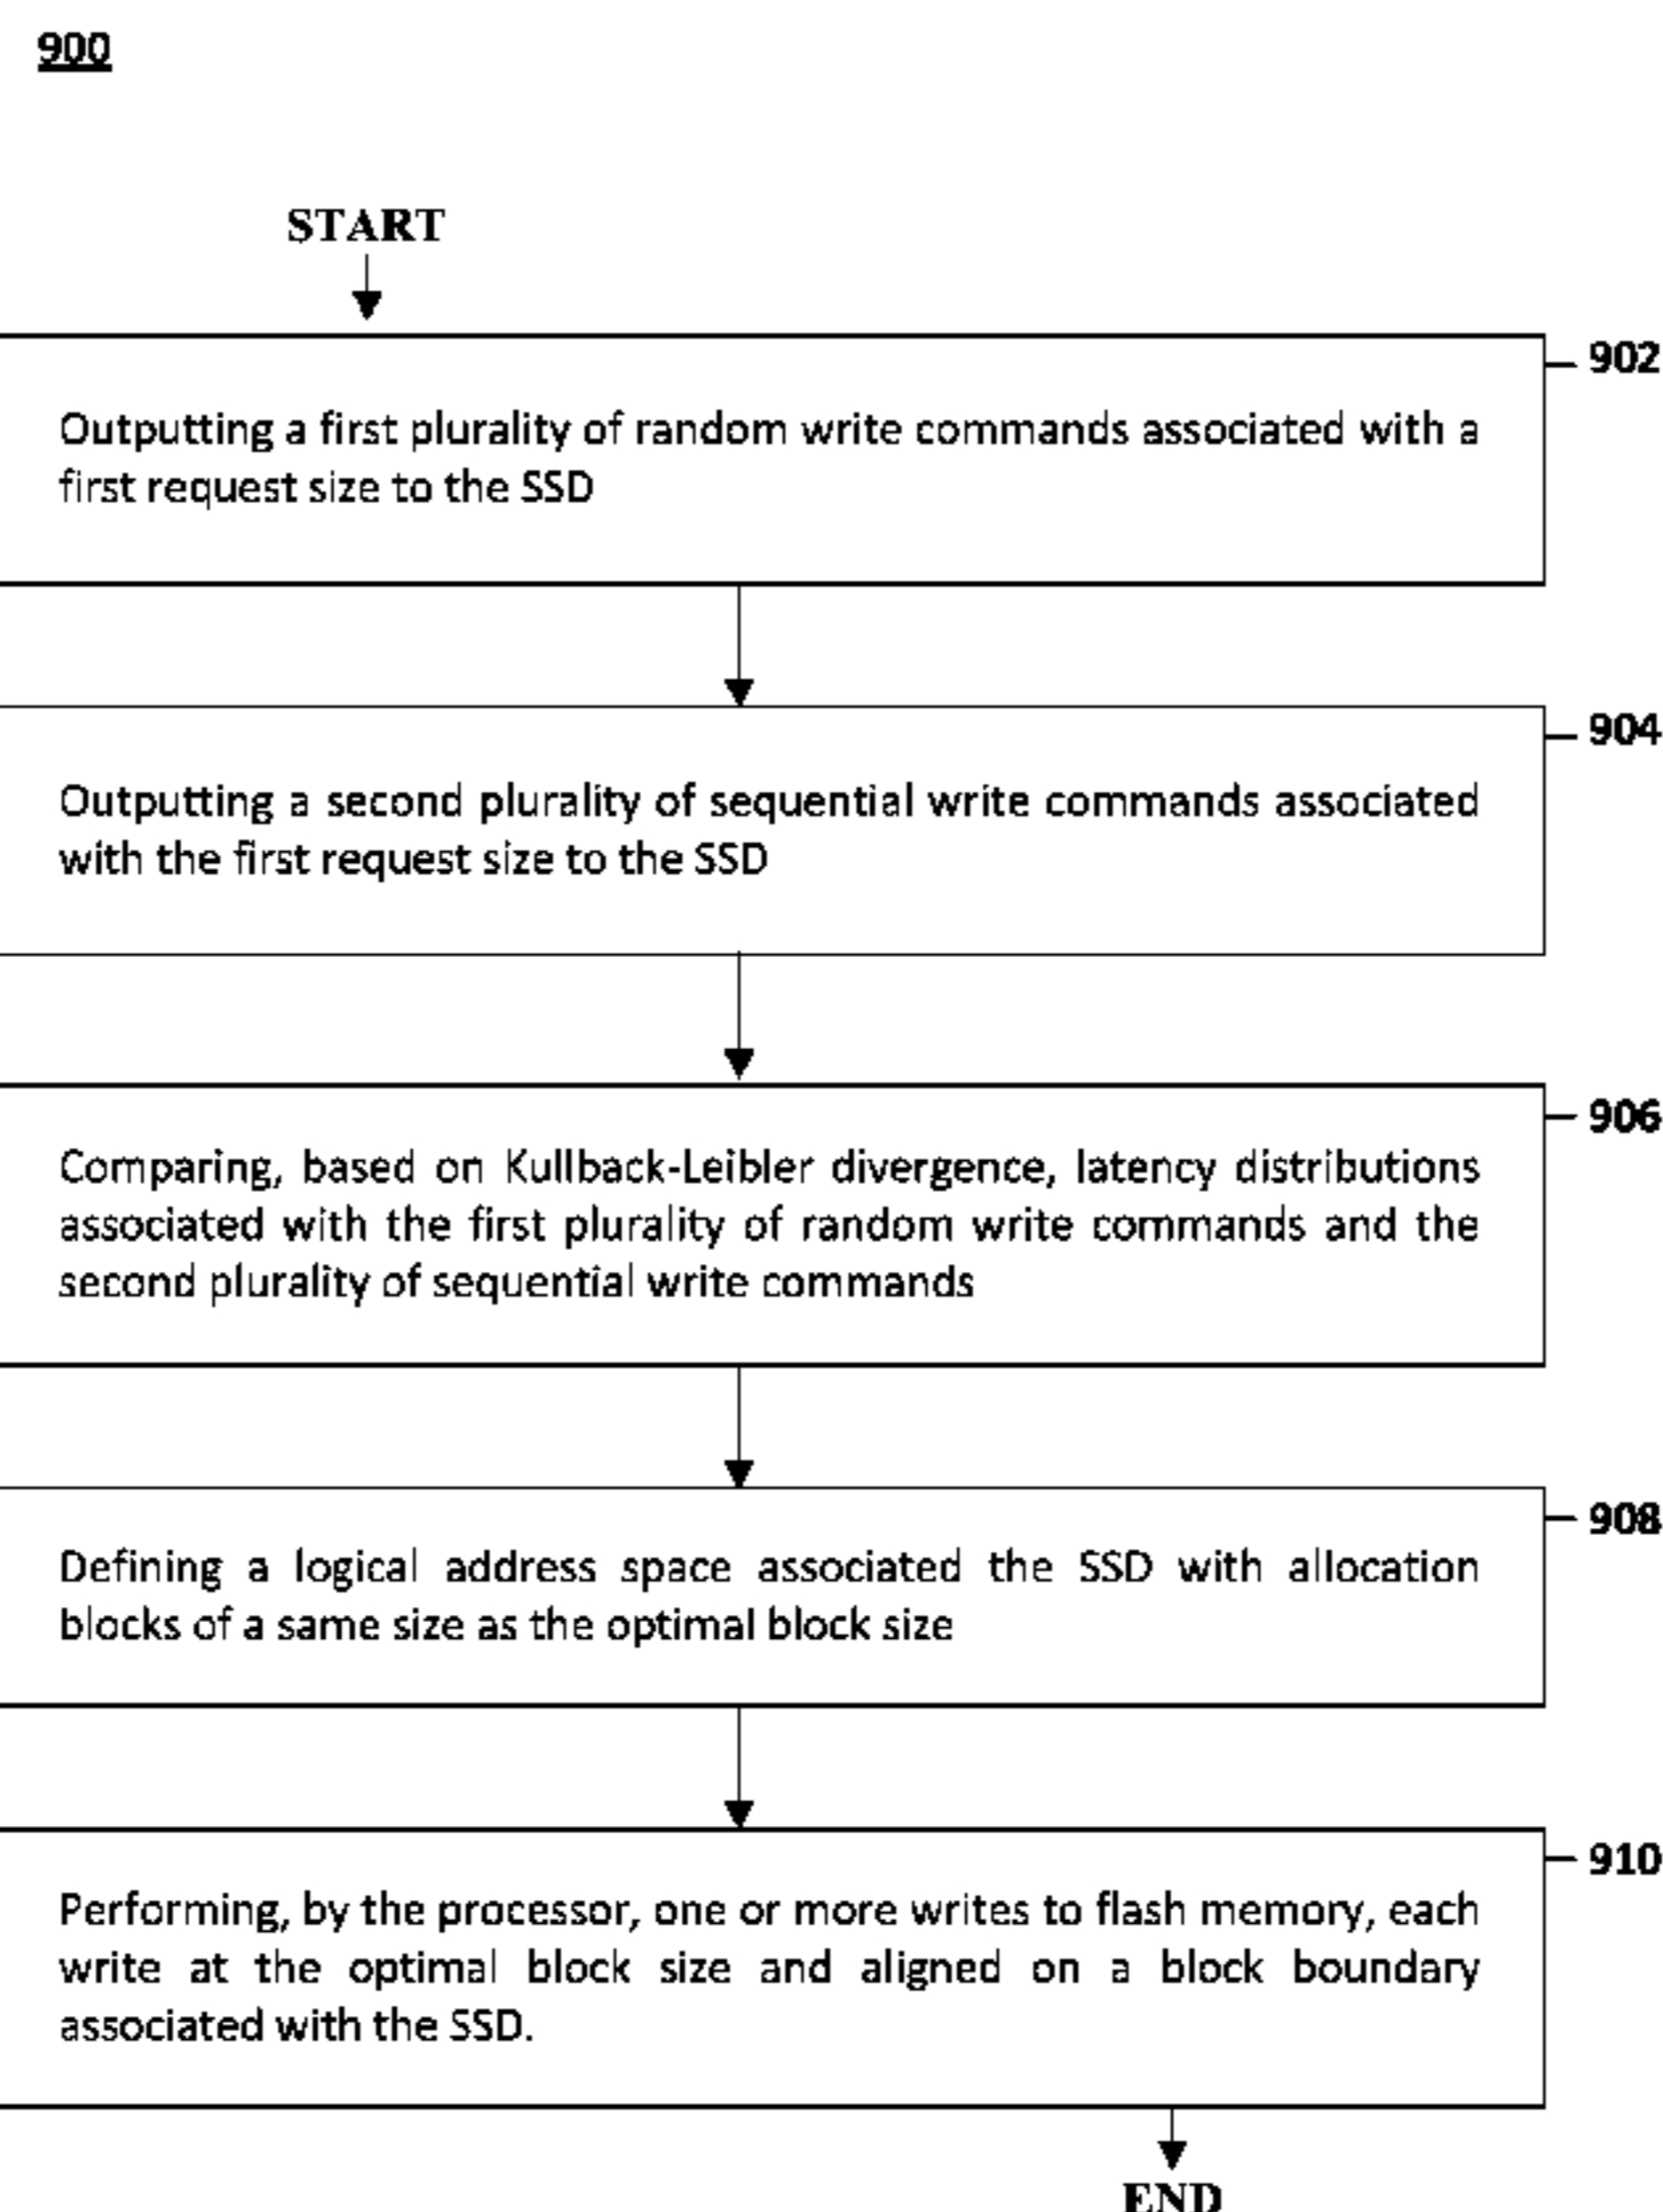 900
START
902
Outputting a first plurality of random write commands associated with a
first request size to the SSD
904
Outputting a second plurality of sequential write commands associated
with the first request size to the SSD
906
Comparing, based on Kullback-Leibler divergence, latency distributions
associated with the first plurality of random write commands and the
second plurality of sequential write commands
908
Defining a logical address space associated the SSD with allocation
blocks of a same size as the optimal block size
910
Performing, by the processor, one or more writes to flash memory, each
write at the optimal block size and aligned on a block boundary
associated with the SSD.
END